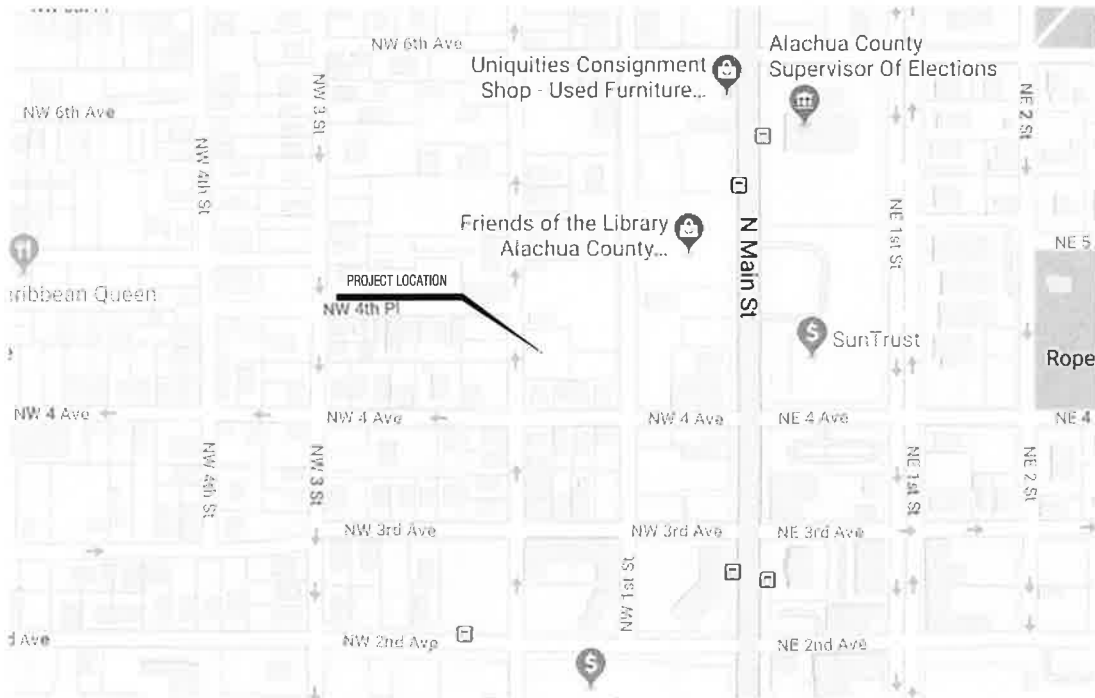 NW 6th Ave
Uniquities Consignment
Shop - Used Furniture...
Alachua County
Supervisor Of Elections
NW 6th Ave
NW 3 St
NE 2 St
NW 4th St
Friends of the Library
Alachua County...
N Main St
NE 1st St
NE 5
PROJECT LOCATION
ribbean Queen
NW 4th Pl
SunTrust
Rope
NW 4 Ave
NW 4 Ave
NW 4 Ave
NE 4 Ave
NE 4
NW 4th St
NW 3 St
NE 1st St
NE 2 St
NW 3rd Ave
NW 3rd Ave
NE 3rd Ave
NW 1st St
d Ave
NW 2nd Ave
NE 2nd Ave